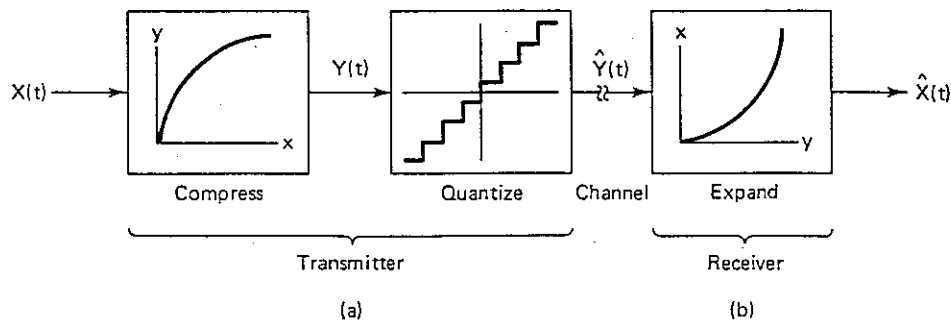 y
x
Compress
X(t)
Y(t)
Quantize
Ŷ(t)
Channel
x
y
Expand
X̂(t)
Transmitter
Receiver
(a)
(b)